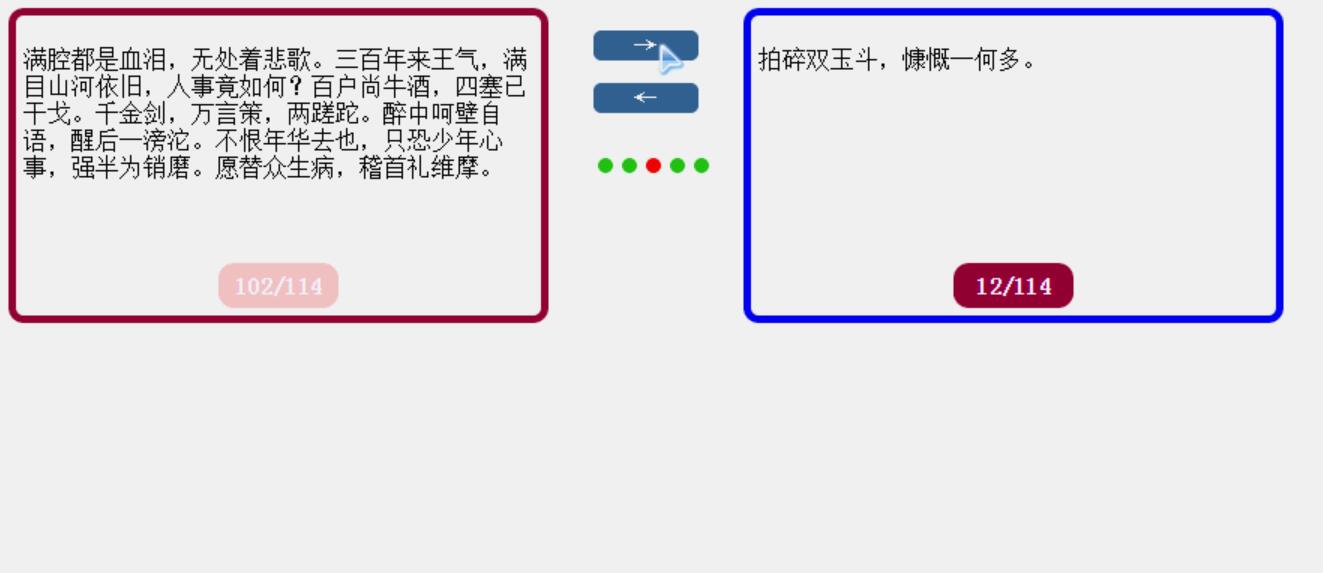 满腔都是血泪，无处着悲歌。三百年来王气，满
目山河依旧，人事竟如何？百户尚牛酒，四塞已
干戈。千金剑，万言策，两蹉跎。醉中呵壁自
语，醒后一滂沱。不恨年华去也，只恐少年心
事，强半为销磨。愿替众生病，稽首礼维摩。
102/114
→
←
拍碎双玉斗，慷慨一何多。
12/114